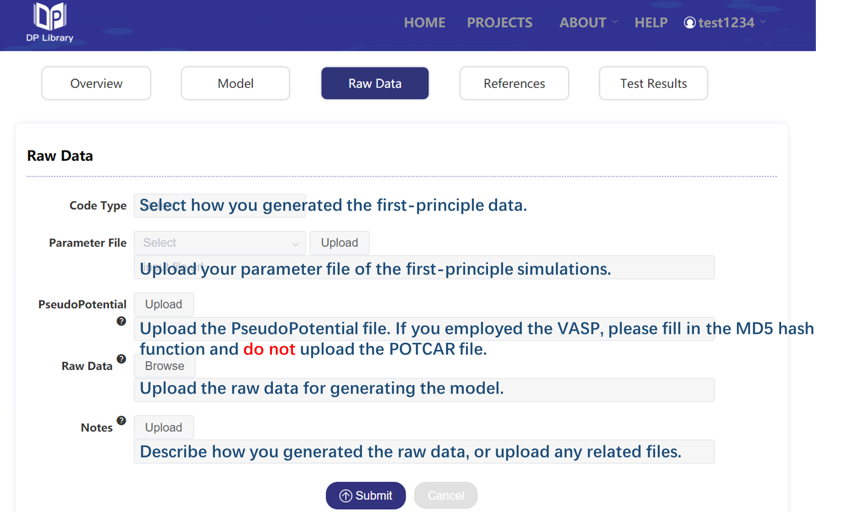 DP Library
HOME PROJECTS ABOUT HELP test1234
Overview Model Raw Data References Test Results
Raw Data
Code Type Select how you generated the first-principle data.
Parameter File Select Upload
Upload your parameter file of the first-principle simulations.
PseudoPotential Upload
Upload the PseudoPotential file. If you employed the VASP, please fill in the MD5 hash
function and do not upload the POTCAR file.
Raw Data Browse
Upload the raw data for generating the model.
Notes Upload
Describe how you generated the raw data, or upload any related files.
Submit Cancel